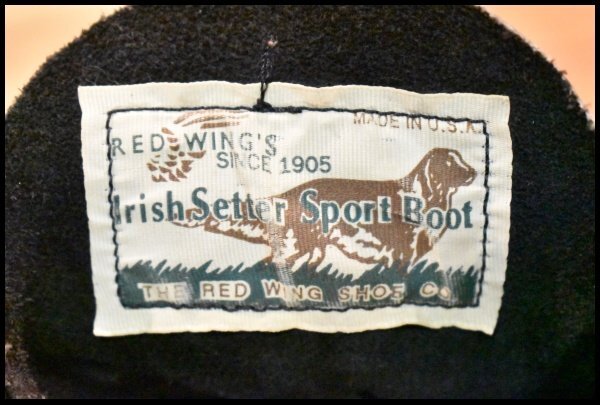 MADE IN U.S.A.
RED WING'S
SINCE 1905
Irish Setter Sport Boot
THE RED WING SHOE CO